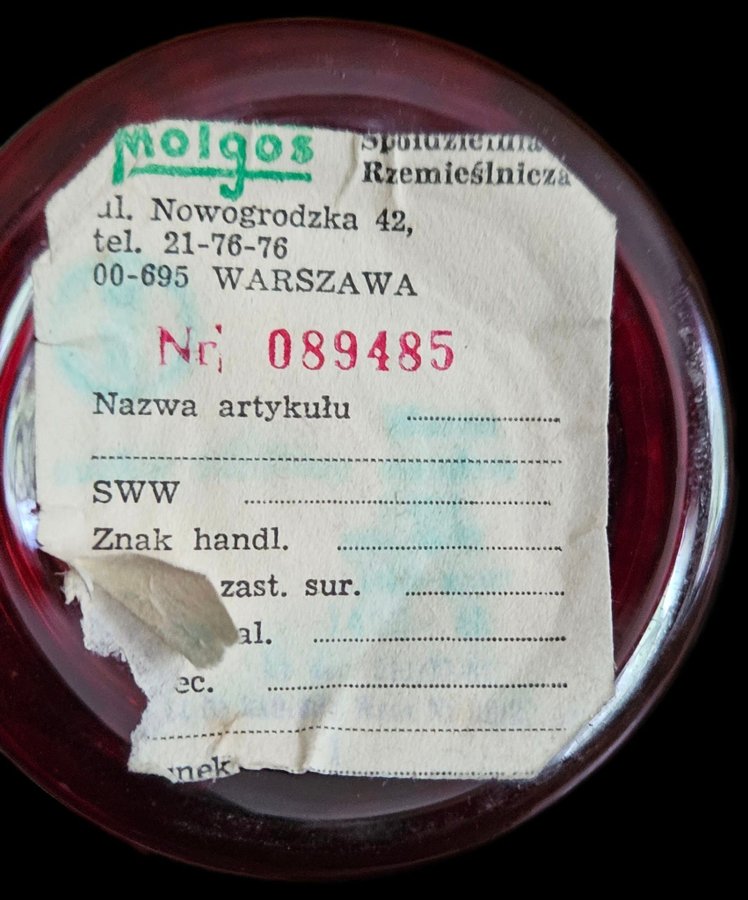 molgos
Spółdzielnia
Rzemieślnicza
ul. Nowogrodzka 42,
tel. 21-76-76
00-695 WARSZAWA
Nr 089485
Nazwa artykułu
SWW
Znak handl.
zast. sur.
al.
ec.
unek